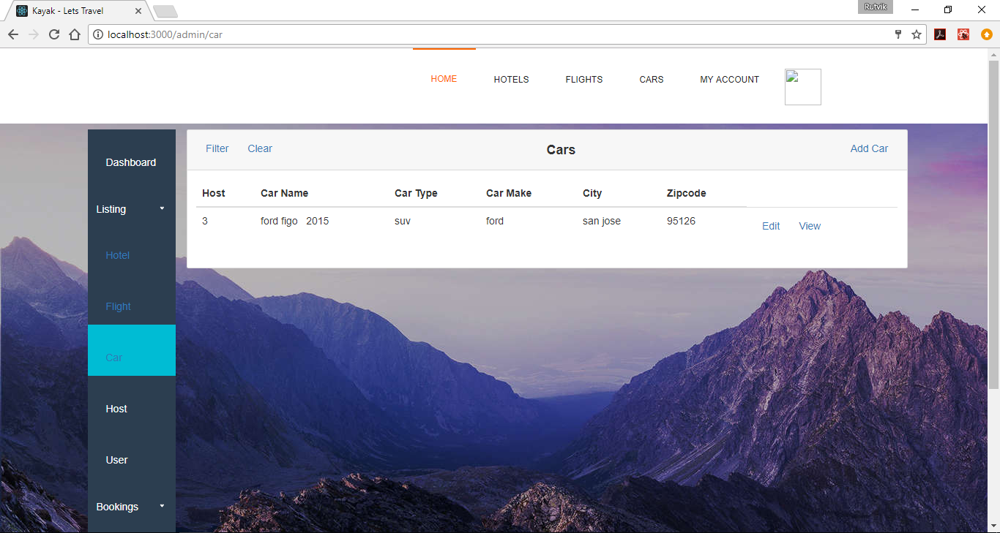 Kayak - Lets Travel
Rutvik
localhost:3000/admin/car
HOME HOTELS FLIGHTS CARS MY ACCOUNT
Dashboard
Listing
Hotel
Flight
Car
Host
User
Bookings
Filter Clear Cars Add Car
Host Car Name Car Type Car Make City Zipcode
3 ford figo 2015 suv ford san jose 95126 Edit View